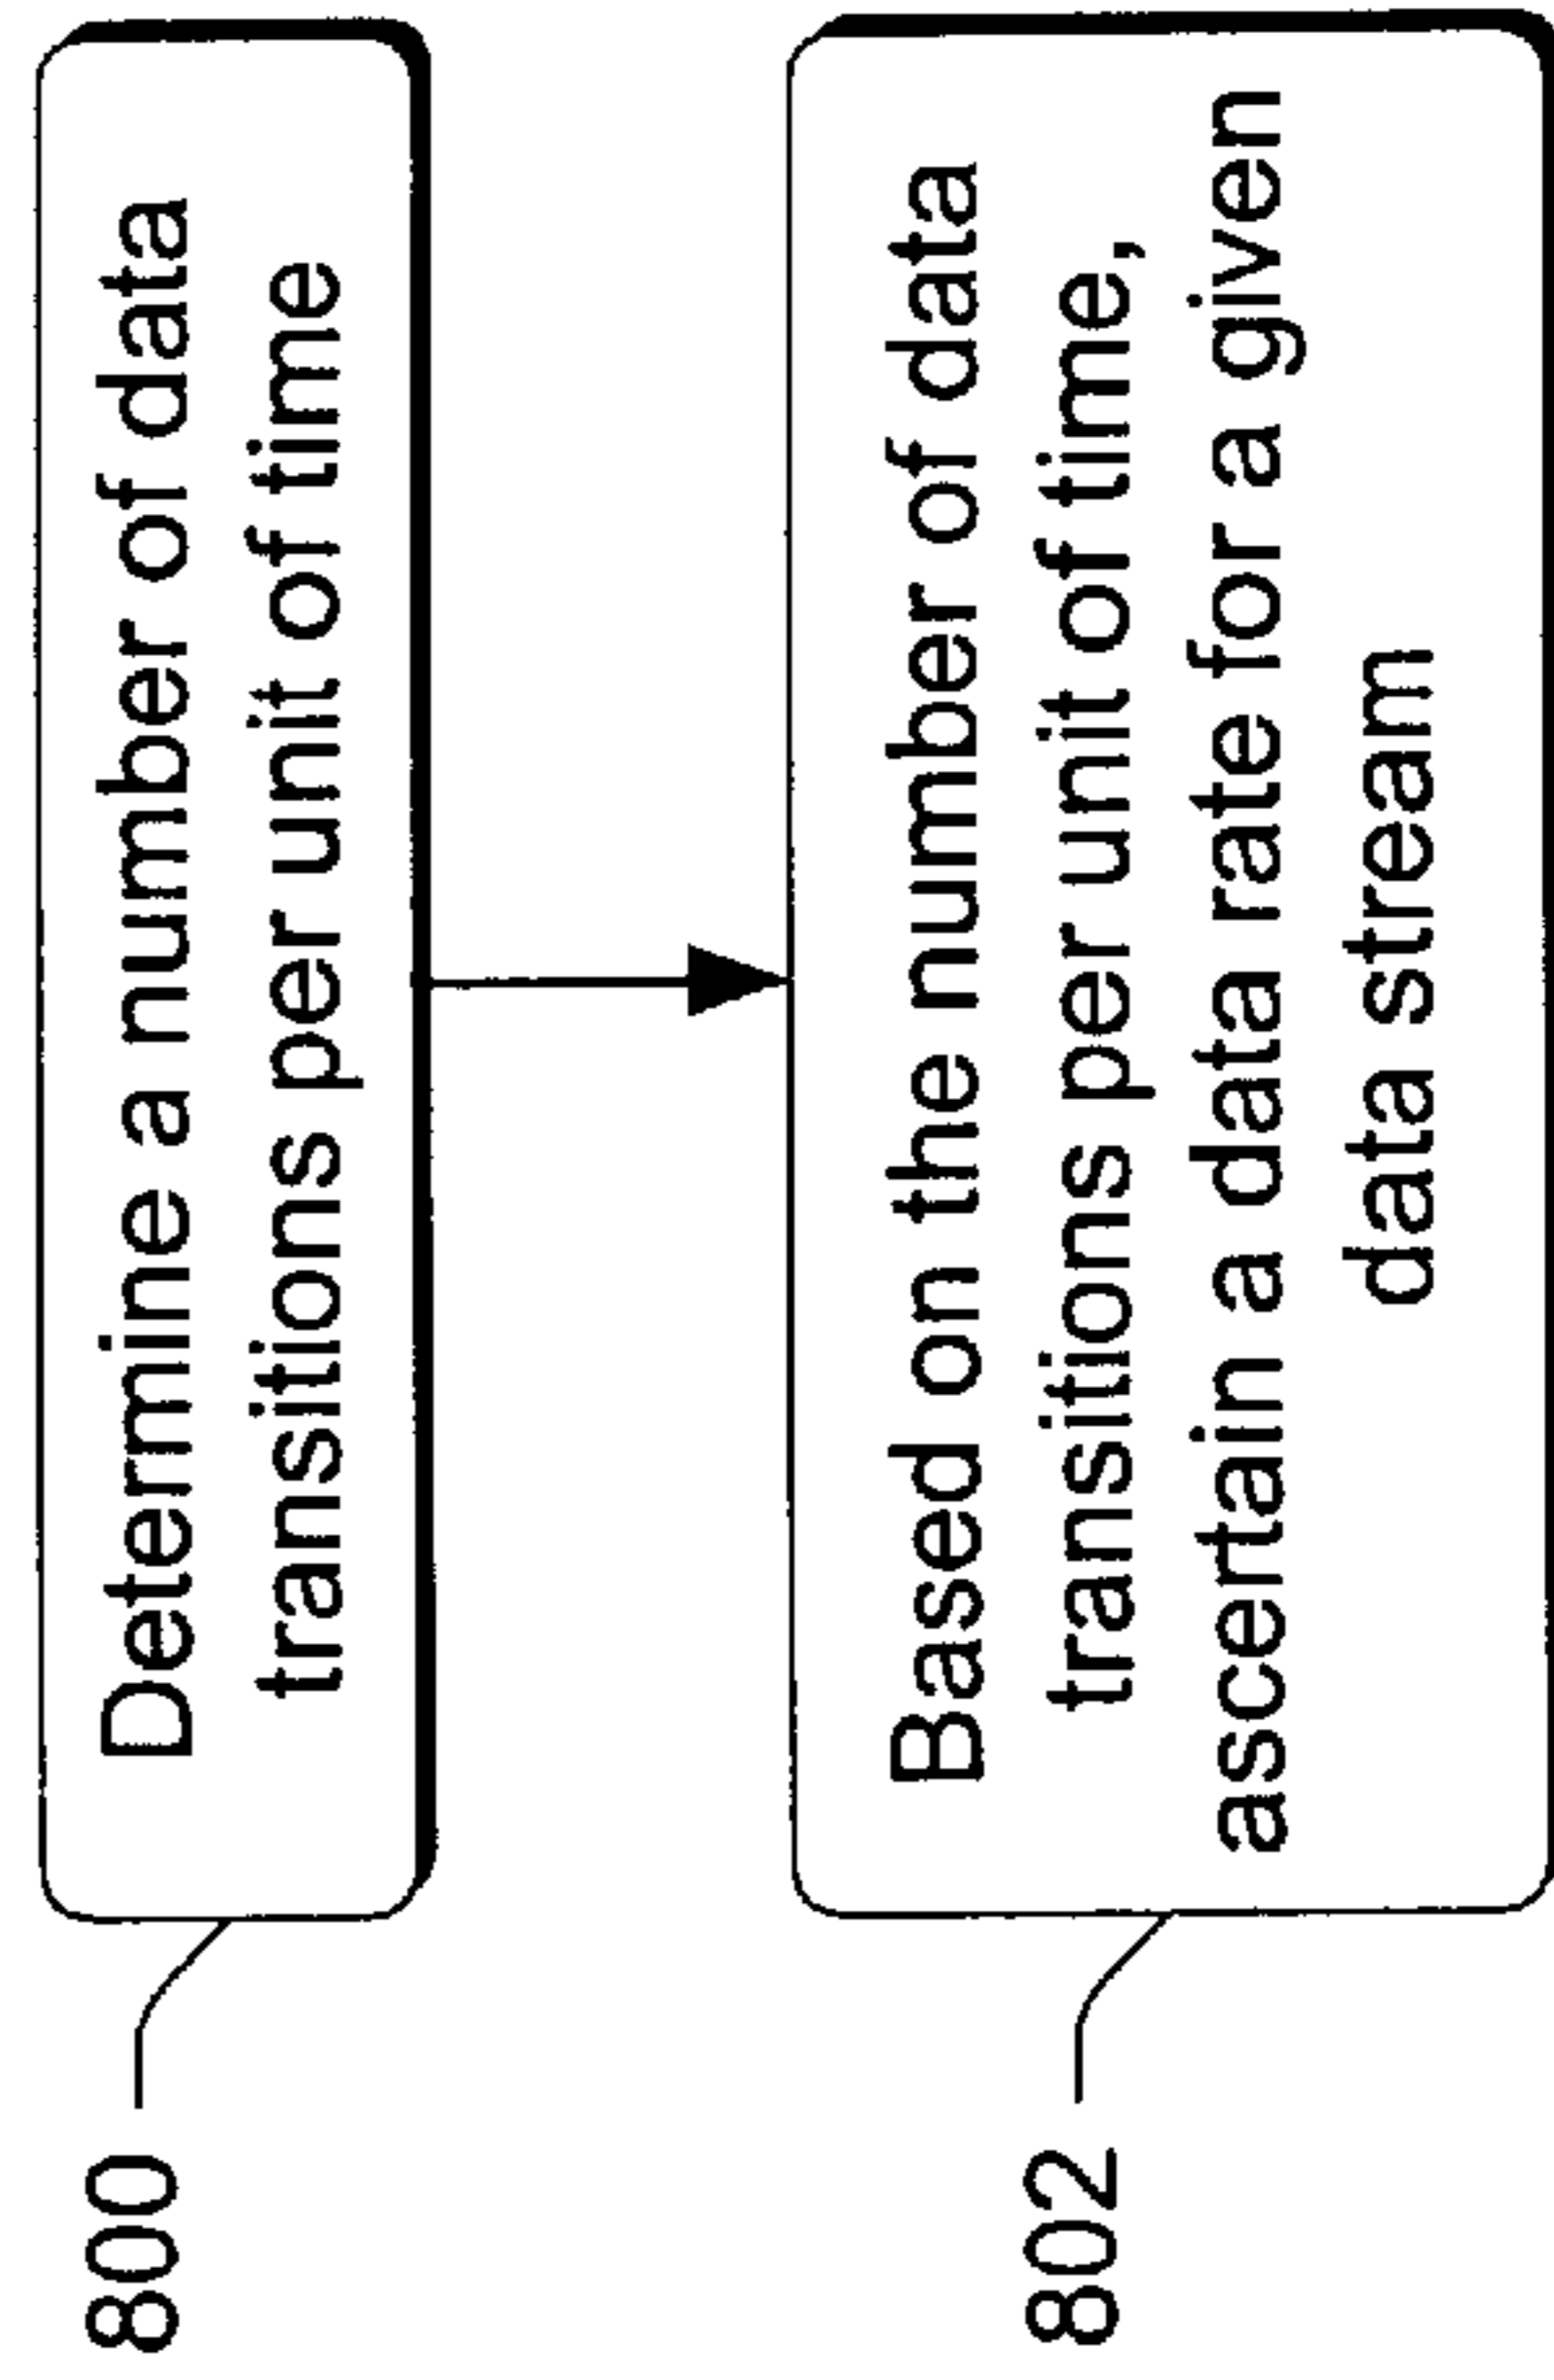 800
Determine a number of data
transitions per unit of time
802
Based on the number of data
transitions per unit of time,
ascertain a data rate for a given
data stream